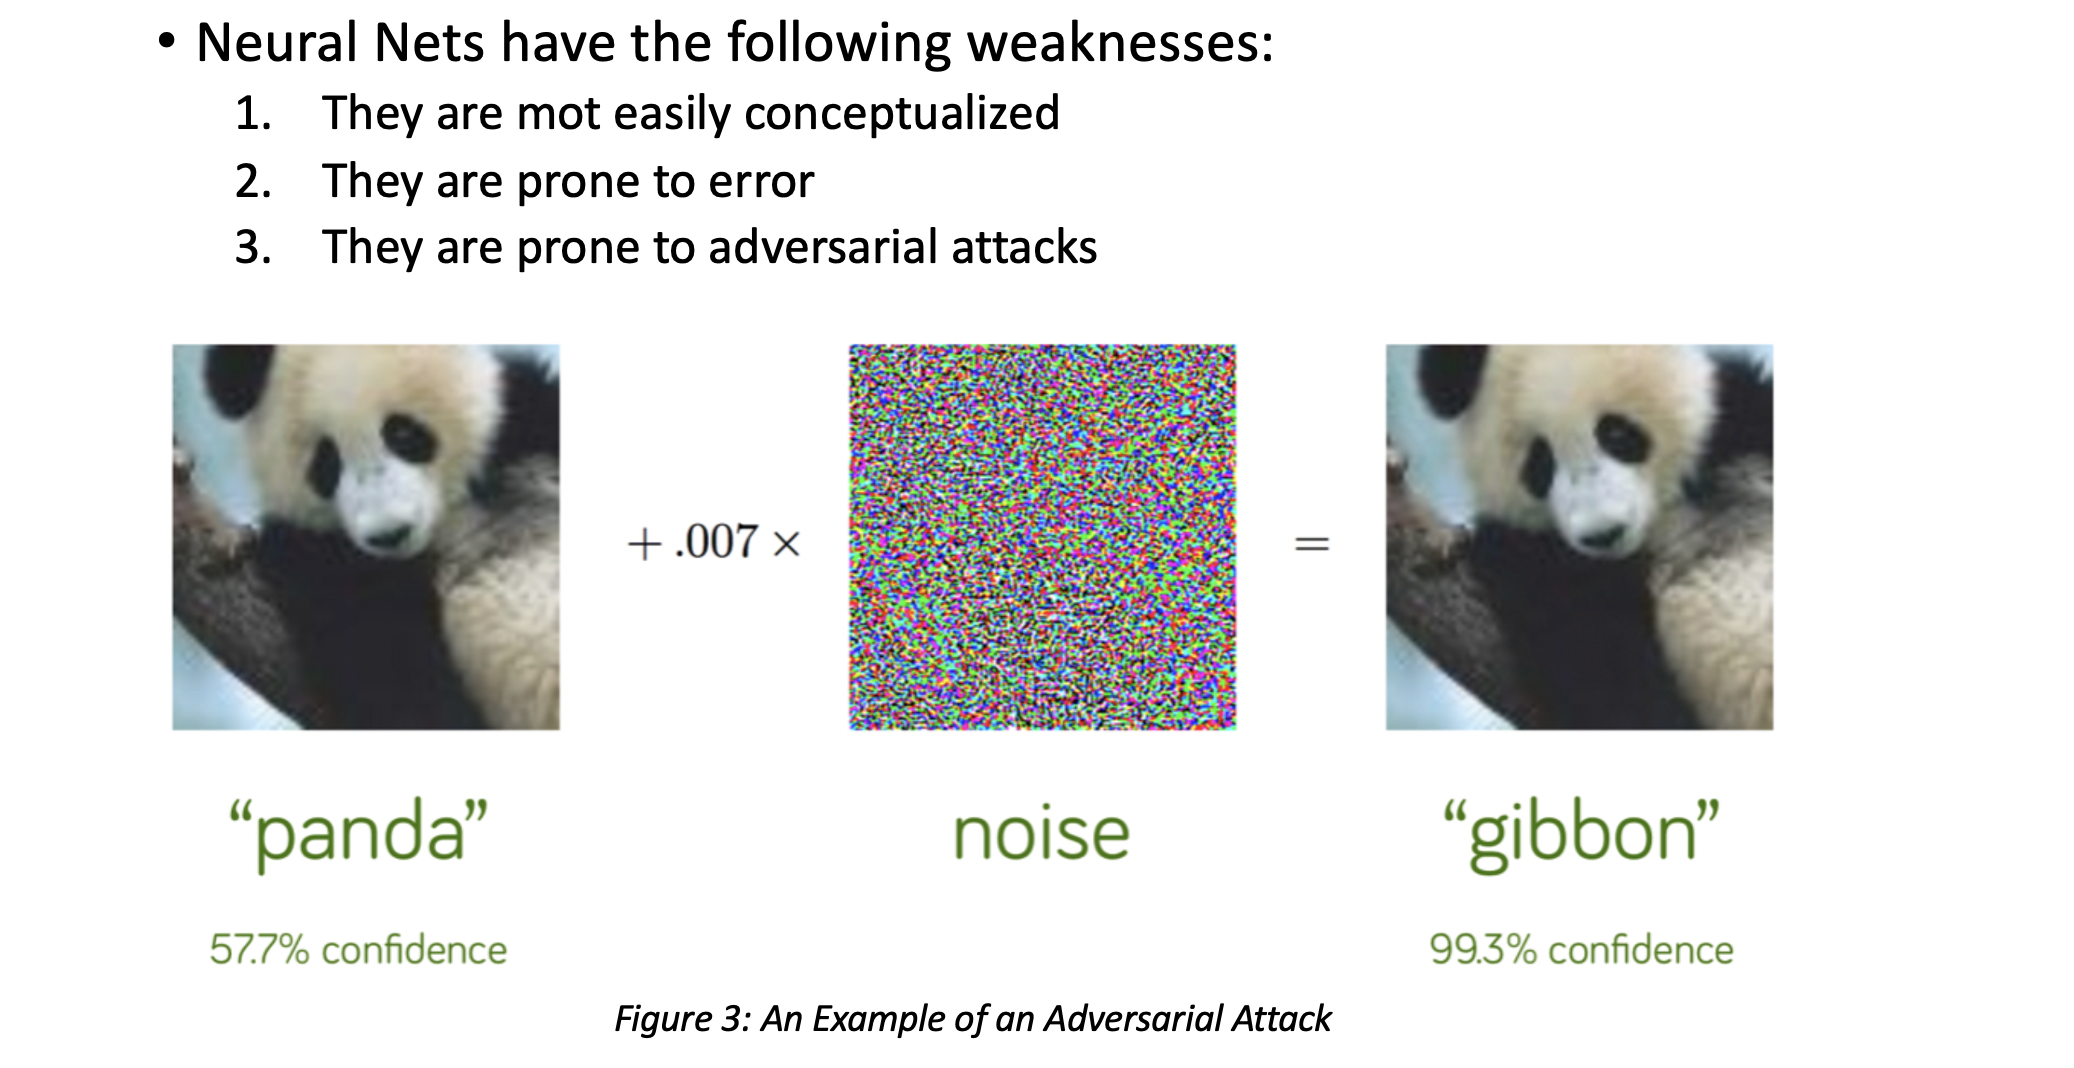 • Neural Nets have the following weaknesses:
1. They are mot easily conceptualized
2. They are prone to error
3. They are prone to adversarial attacks
+ .007 × =
“panda” noise “gibbon”
57.7% confidence 99.3% confidence
Figure 3: An Example of an Adversarial Attack